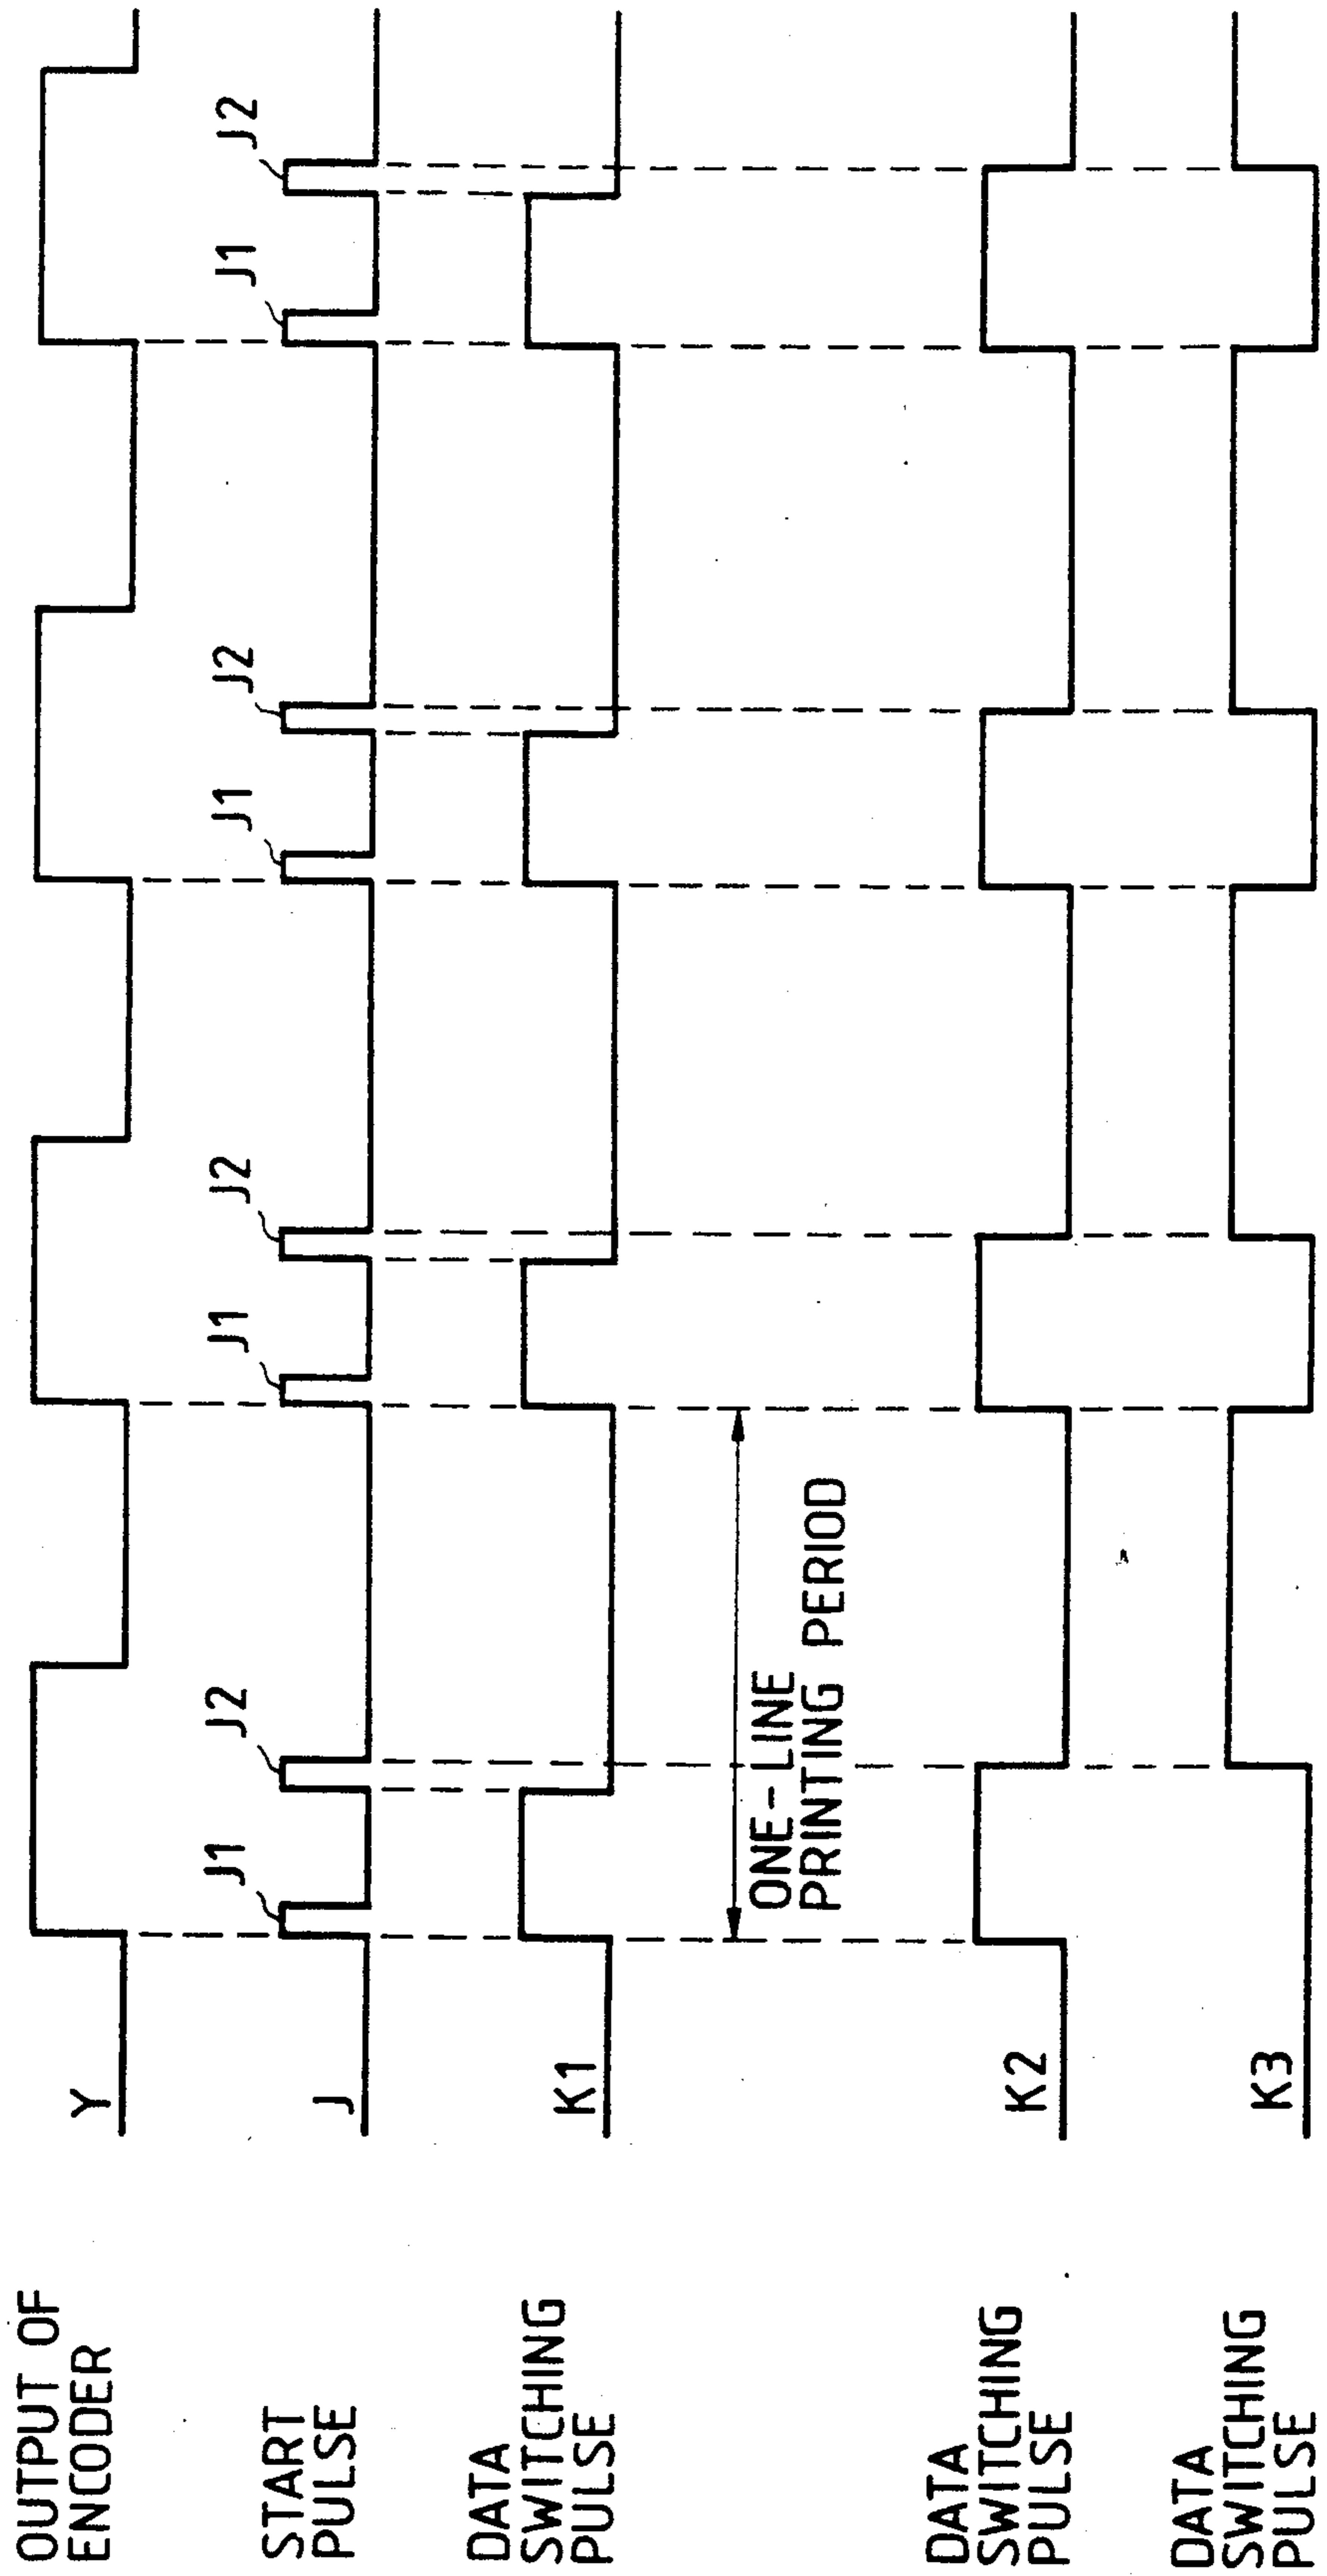 OUTPUT OF
ENCODER
Y
START
PULSE
J
J1
J2
J1
J2
J1
J2
J1
J2
DATA
SWITCHING
PULSE
K1
ONE-LINE
PRINTING PERIOD
DATA
SWITCHING
PULSE
K2
DATA
SWITCHING
PULSE
K3